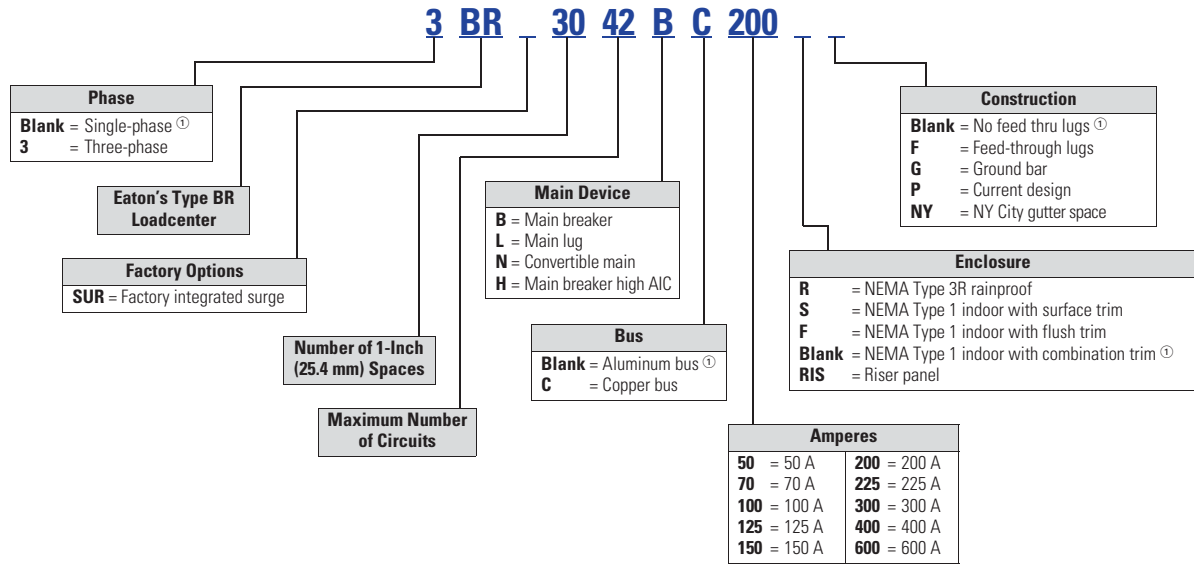 3 BR _ 30 42 B C 200 _ _
Phase
Blank = Single-phase ①
3 = Three-phase
Eaton's Type BR
Loadcenter
Factory Options
SUR = Factory integrated surge
Number of 1-Inch
(25.4 mm) Spaces
Maximum Number
of Circuits
Main Device
B = Main breaker
L = Main lug
N = Convertible main
H = Main breaker high AIC
Bus
Blank = Aluminum bus ①
C = Copper bus
Amperes
50 = 50 A 200 = 200 A
70 = 70 A 225 = 225 A
100 = 100 A 300 = 300 A
125 = 125 A 400 = 400 A
150 = 150 A 600 = 600 A
Construction
Blank = No feed thru lugs ①
F = Feed-through lugs
G = Ground bar
P = Current design
NY = NY City gutter space
Enclosure
R = NEMA Type 3R rainproof
S = NEMA Type 1 indoor with surface trim
F = NEMA Type 1 indoor with flush trim
Blank = NEMA Type 1 indoor with combination trim ①
RIS = Riser panel